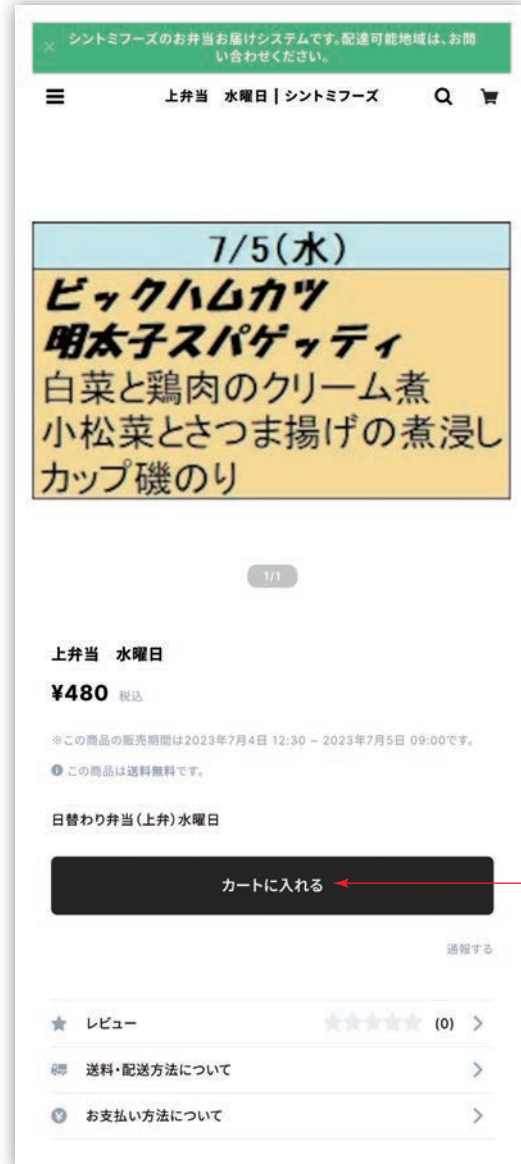 シントミフーズのお弁当お届けシステムです。配達可能地域は、お問
い合わせください。
上弁当　水曜日 | シントミフーズ
7/5(水)
ビックハムカツ
明太子スパゲッティ
白菜と鶏肉のクリーム煮
小松菜とさつま揚げの煮浸し
カップ磯のり
1/1
上弁当　水曜日
¥480 税込
※この商品の販売期間は2023年7月4日 12:30 ~ 2023年7月5日 09:00です。
この商品は送料無料です。
日替わり弁当(上弁)水曜日
カートに入れる
通報する
レビュー (0)
送料・配送方法について
お支払い方法について